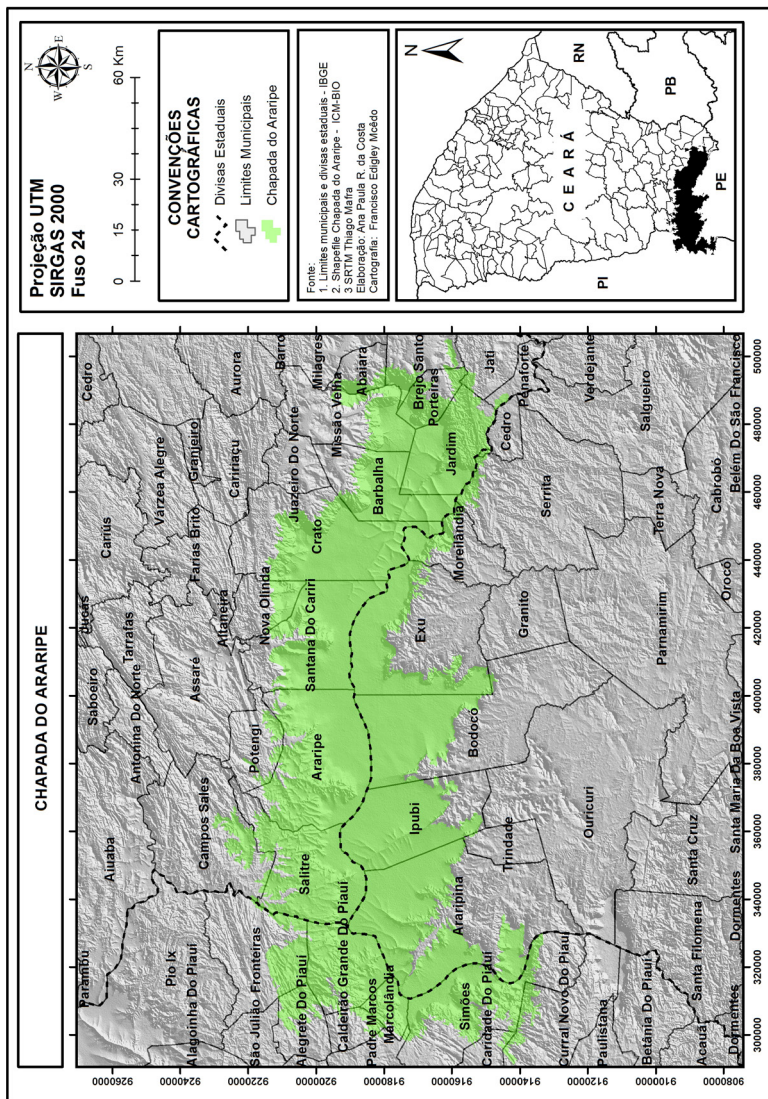 CHAPADA DO ARARIPE
Parambú
Aiuaba
Saboeiro
Jucás
Cariús
Cedro
Pio Ix
Antonina Do Norte
Tarrafas
Várzea Alegre
Alagoinha Do Piauí
Campos Sales
Assaré
Farias Brito
Granjeiro
Altaneira
Caririaçu
Aurora
São Julião
Fronteiras
Potengi
Nova Olinda
Juazeiro Do Norte
Barro
Alegrete Do Piauí
Salitre
Araripe
Santana Do Cariri
Crato
Milagres
Missão Velha
Caldeirão Grande Do Piauí
Abaiara
Padre Marcos
Marcolândia
Barbalha
Brejo Santo
Porteiras
Ipubi
Exu
Jardim
Araripina
Simões
Bodocó
Moreilândia
Jati
Caridade Do Piauí
Trindade
Granito
Cedro
Penaforte
Serrita
Curral Novo Do Piauí
Ouricuri
Verdejante
Paulistana
Parnamirim
Terra Nova
Salgueiro
Betânia Do Piauí
Santa Filomena
Santa Cruz
Acauã
Orocó
Cabrobó
Dormentes
Dormentes
Santa Maria Da Boa Vista
Belém Do São Francisco
9260000
9240000
9220000
9200000
9180000
9160000
9140000
9120000
9100000
9080000
300000
320000
340000
360000
380000
400000
420000
440000
460000
480000
500000
Projeção UTM
SIRGAS 2000
Fuso 24
N
W
E
S
0
15
30
60 Km
CONVENÇÕES
CARTOGRÁFICAS
Divisas Estaduais
Limites Municipais
Chapada do Araripe
Fonte:
1. Limites municipais e divisas estaduais - IBGE
2. Shapefile Chapada do Araripe - ICM-BIO
3 SRTM Thiago Mafra
Elaboração: Ana Paula R. da Costa
Cartografia: Francisco Edigley Mcêdo
N
CEARÁ
RN
PB
PI
PE